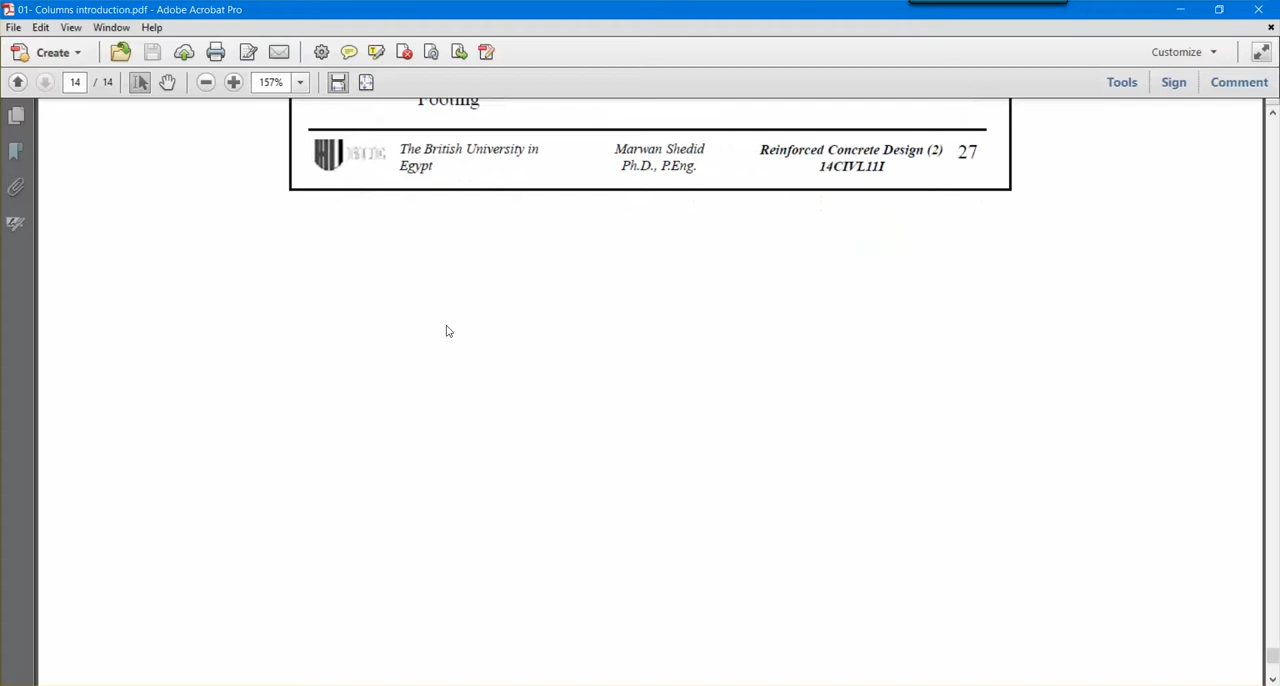 01- Columns introduction.pdf - Adobe Acrobat Pro
File Edit View Window Help
Create Customize
14 / 14 157% Tools Sign Comment
Footing
The British University in
Egypt
Marwan Shedid
Ph.D., P.Eng.
Reinforced Concrete Design (2)
14CIVL11I
27